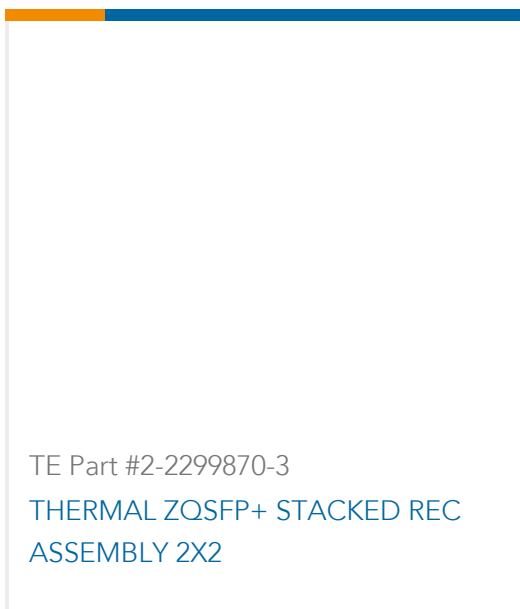 TE Part #2-2299870-3
THERMAL ZQSFP+ STACKED REC
ASSEMBLY 2X2